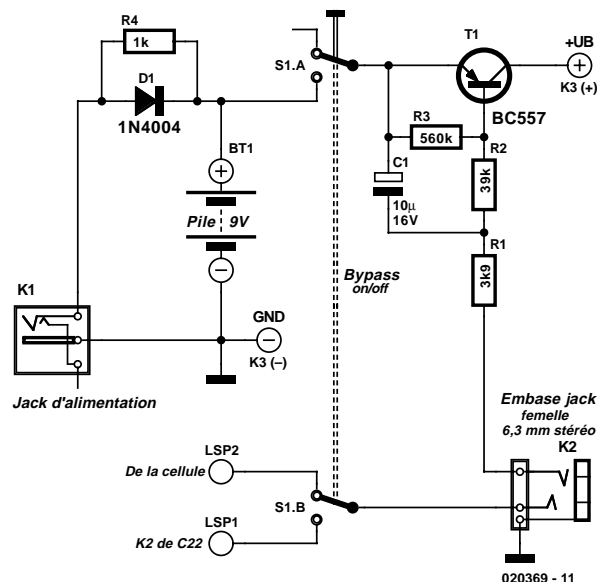 R4
1k
D1
1N4004
S1.A
T1
+UB
+
K3 (+)
BC557
R3
560k
R2
39k
C1
10µ
16V
BT1
+
Pile 9V
−
R1
3k9
Bypass
on/off
K1
GND
−
K3 (–)
Jack d'alimentation
Embase jack
femelle
6,3 mm stéréo
K2
LSP2
De la cellule
S1.B
LSP1
K2 de C22
020369 - 11